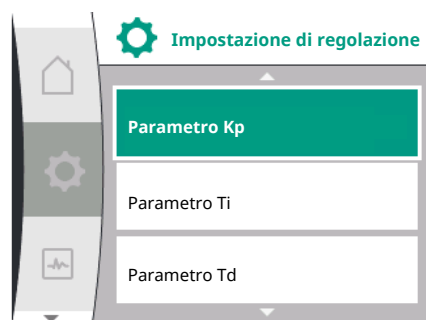 Impostazione di regolazione
Parametro Kp
Parametro Ti
Parametro Td